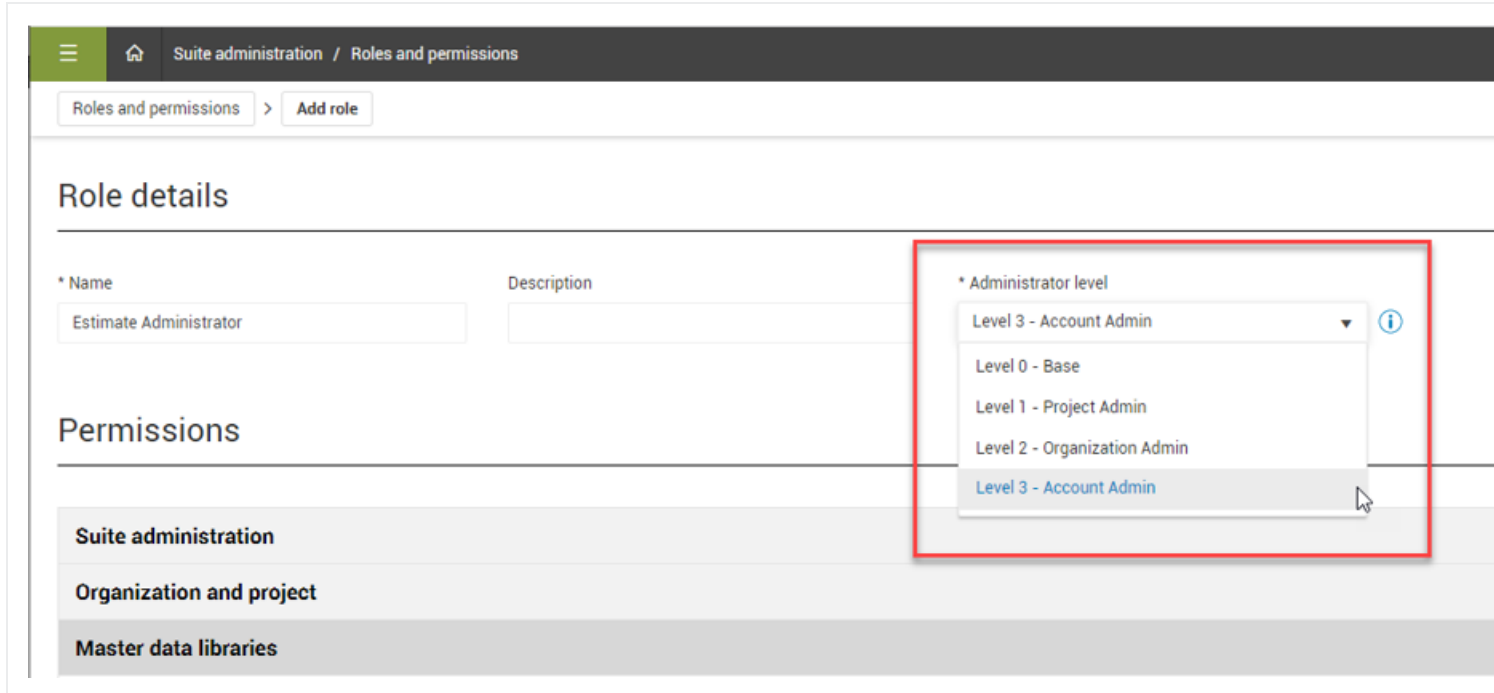 Suite administration / Roles and permissions
Roles and permissions > Add role
Role details
* Name
Description
* Administrator level
Estimate Administrator
Level 3 - Account Admin
Level 0 - Base
Level 1 - Project Admin
Level 2 - Organization Admin
Level 3 - Account Admin
Permissions
Suite administration
Organization and project
Master data libraries